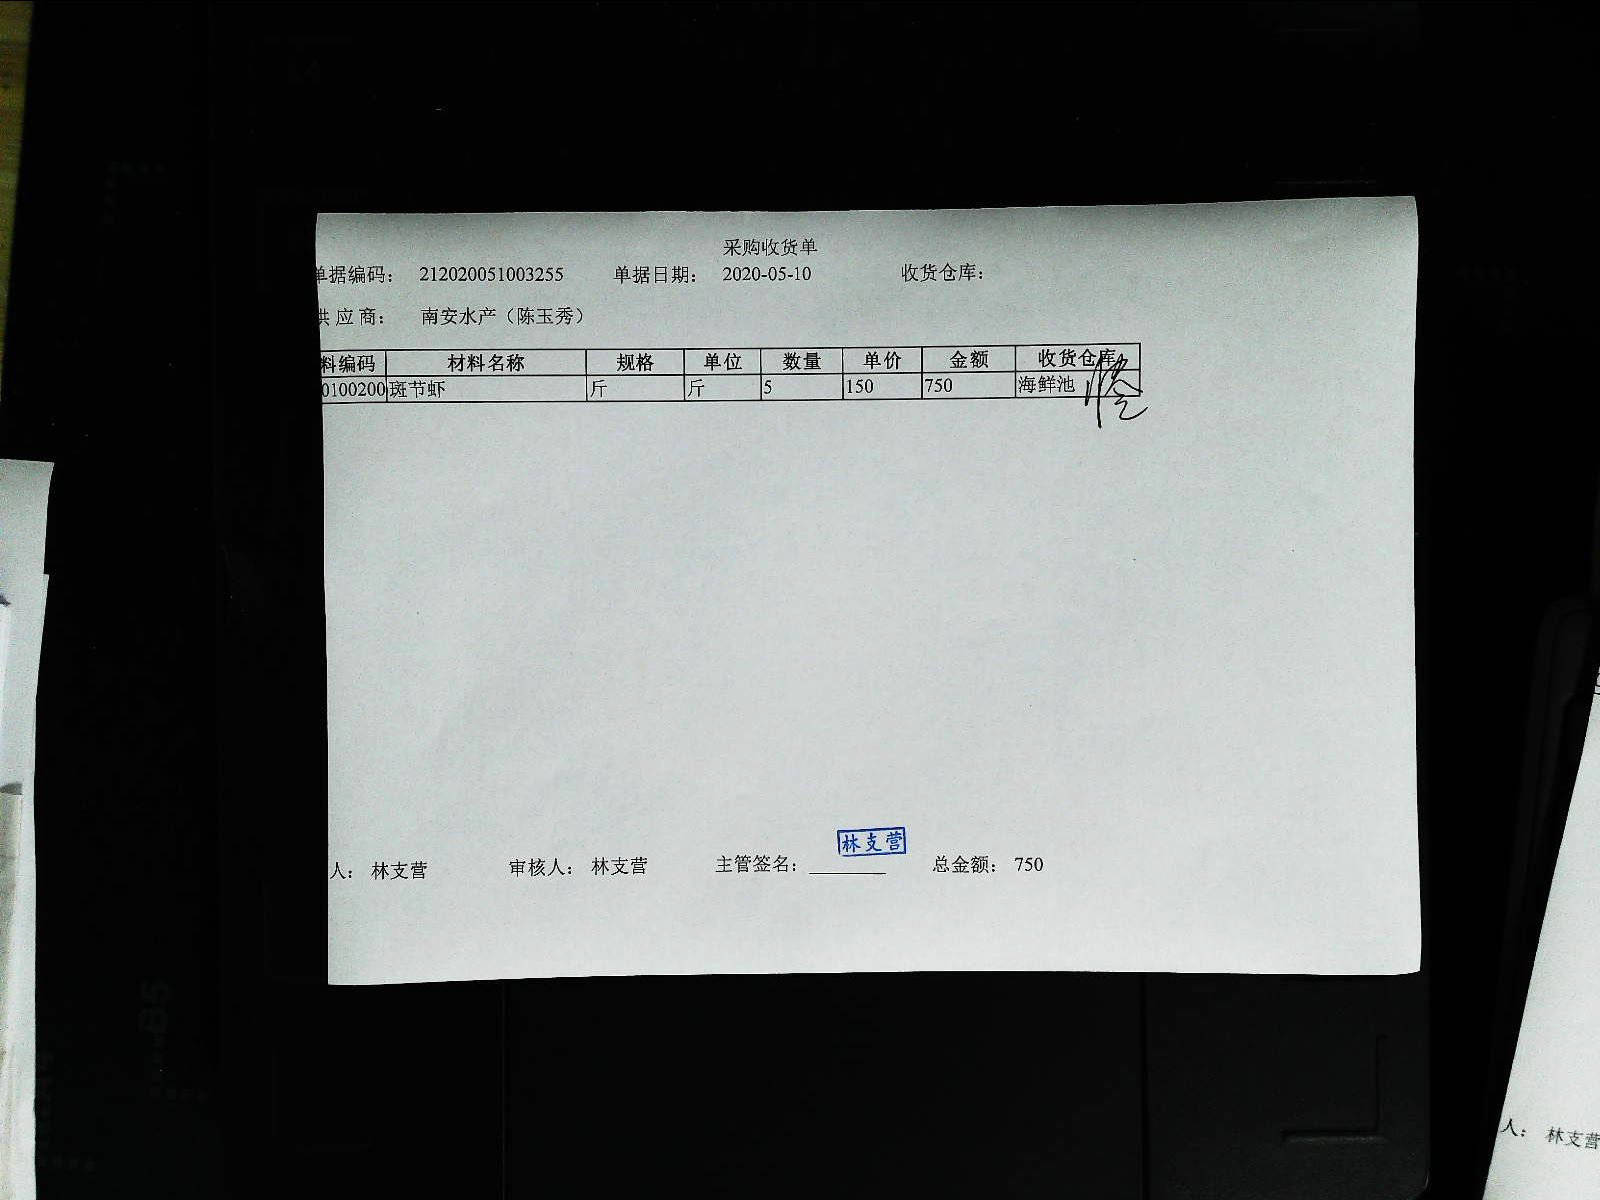 采购收货单
单据编码： 212020051003255 单据日期： 2020-05-10 收货仓库：
供应商： 南安水产（陈玉秀）
料编码 材料名称 规格 单位 数量 单价 金额 收货仓库
0100200 斑节虾 斤 斤 5 150 750 海鲜池
林支营
人： 林支营 审核人： 林支营 主管签名： 总金额： 750
人： 林支营